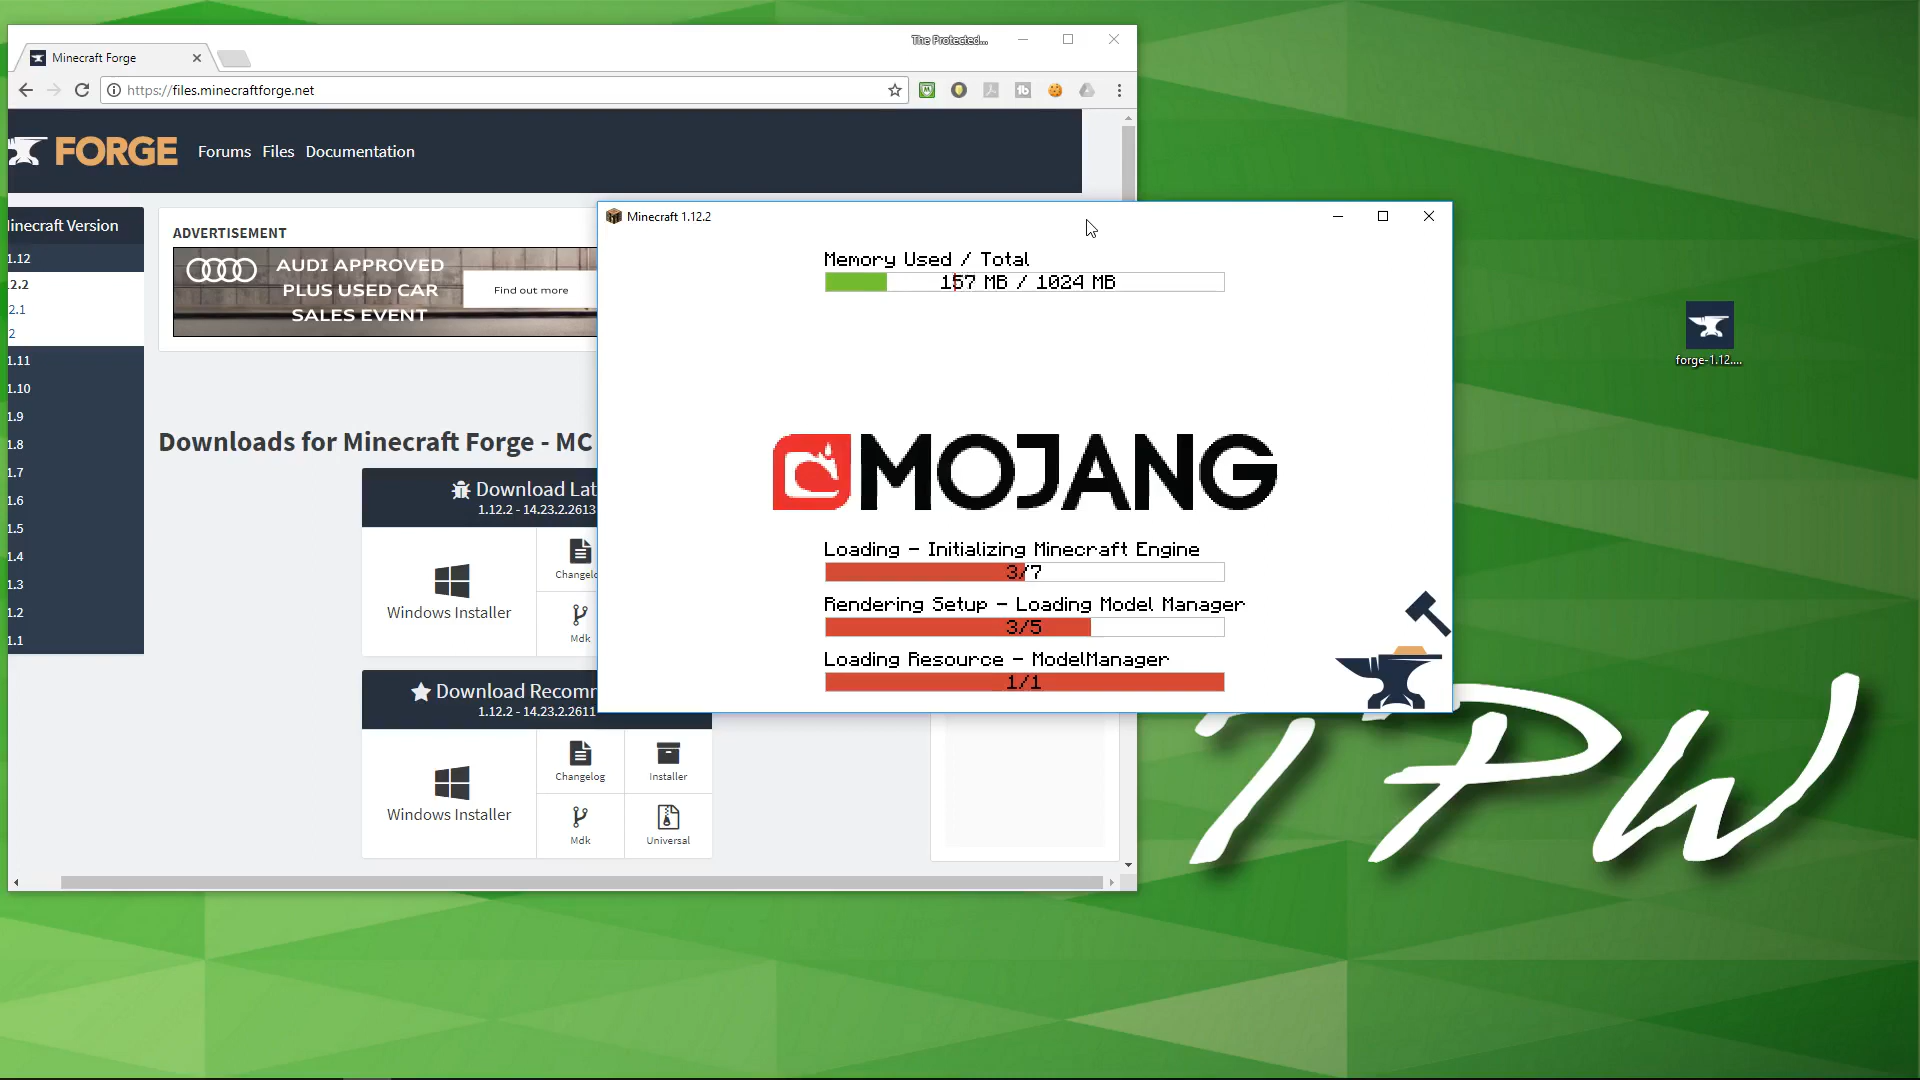 The Protected...
Minecraft Forge
https://files.minecraftforge.net
FORGE
Forums Files Documentation
inecraft Version
1.12
12.2
2.1
2
1.11
1.10
1.9
1.8
1.7
1.6
1.5
1.4
1.3
1.2
1.1
ADVERTISEMENT
AUDI APPROVED
PLUS USED CAR
SALES EVENT
Find out more
Downloads for Minecraft Forge - MC
Download Lat
1.12.2 - 14.23.2.2613
Windows Installer
Changelo
Mdk
Download Recomm
1.12.2 - 14.23.2.2611
Windows Installer
Changelog
Installer
Mdk
Universal
Minecraft 1.12.2
Memory Used / Total
157 MB / 1024 MB
MOJANG
Loading - Initializing Minecraft Engine
3/7
Rendering Setup - Loading Model Manager
3/5
Loading Resource - ModelManager
1/1
forge-1.12....
TPW